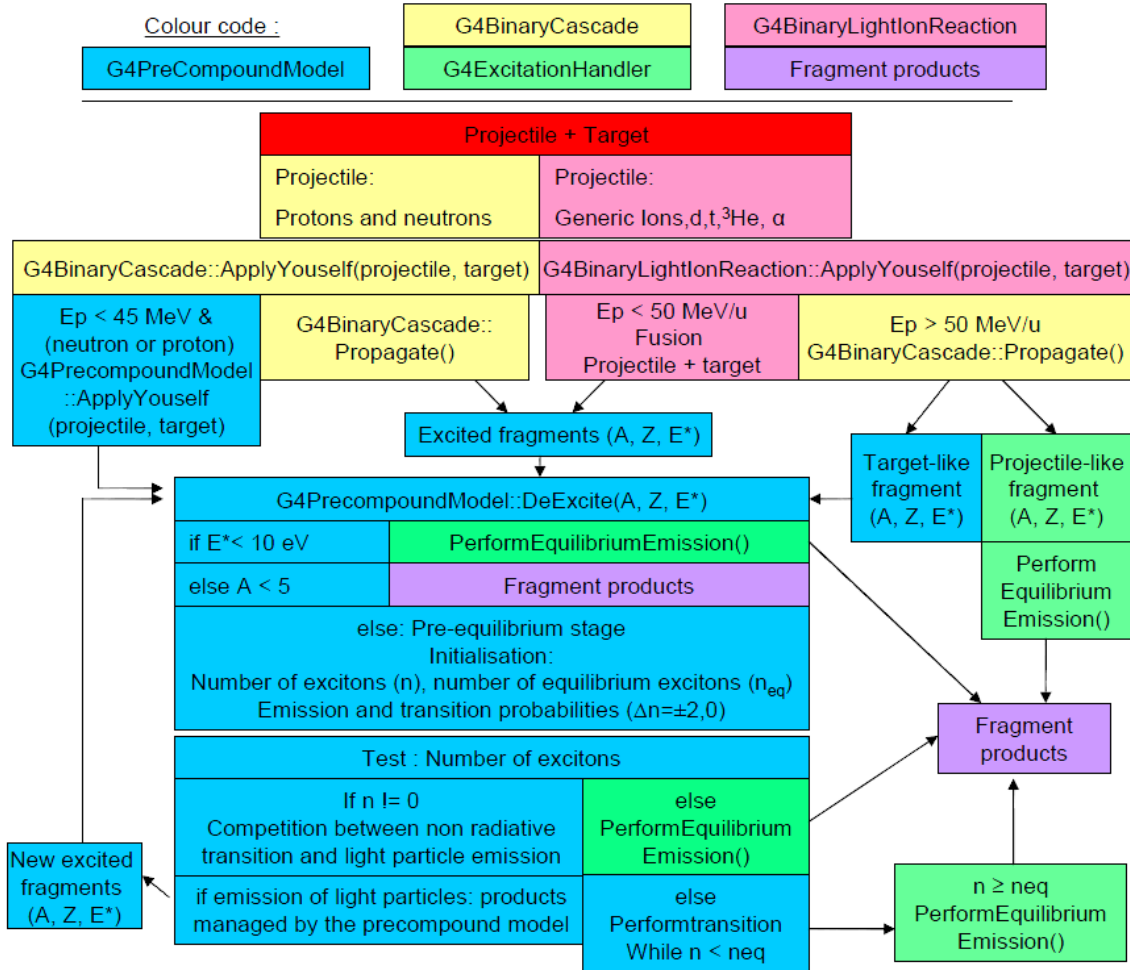 Colour code :
G4BinaryCascade
G4BinaryLightIonReaction
G4PreCompoundModel
G4ExcitationHandler
Fragment products
Projectile + Target
Projectile:
Protons and neutrons
Projectile:
Generic Ions,d,t,³He, α
G4BinaryCascade::ApplyYouself(projectile, target)
G4BinaryLightIonReaction::ApplyYouself(projectile, target)
Ep < 45 MeV &
(neutron or proton)
G4PrecompoundModel
::ApplyYouself
(projectile, target)
G4BinaryCascade::
Propagate()
Ep < 50 MeV/u
Fusion
Projectile + target
Ep > 50 MeV/u
G4BinaryCascade::Propagate()
Excited fragments (A, Z, E*)
Target-like
fragment
(A, Z, E*)
Projectile-like
fragment
(A, Z, E*)
Perform
Equilibrium
Emission()
G4PrecompoundModel::DeExcite(A, Z, E*)
if E*< 10 eV
PerformEquilibriumEmission()
else A < 5
Fragment products
else: Pre-equilibrium stage
Initialisation:
Number of excitons (n), number of equilibrium excitons (neq)
Emission and transition probabilities (Δn=±2,0)
Fragment
products
Test : Number of excitons
If n != 0
Competition between non radiative
transition and light particle emission
else
PerformEquilibrium
Emission()
New excited
fragments
(A, Z, E*)
if emission of light particles: products
managed by the precompound model
else
Performtransition
While n < neq
n ≥ neq
PerformEquilibrium
Emission()